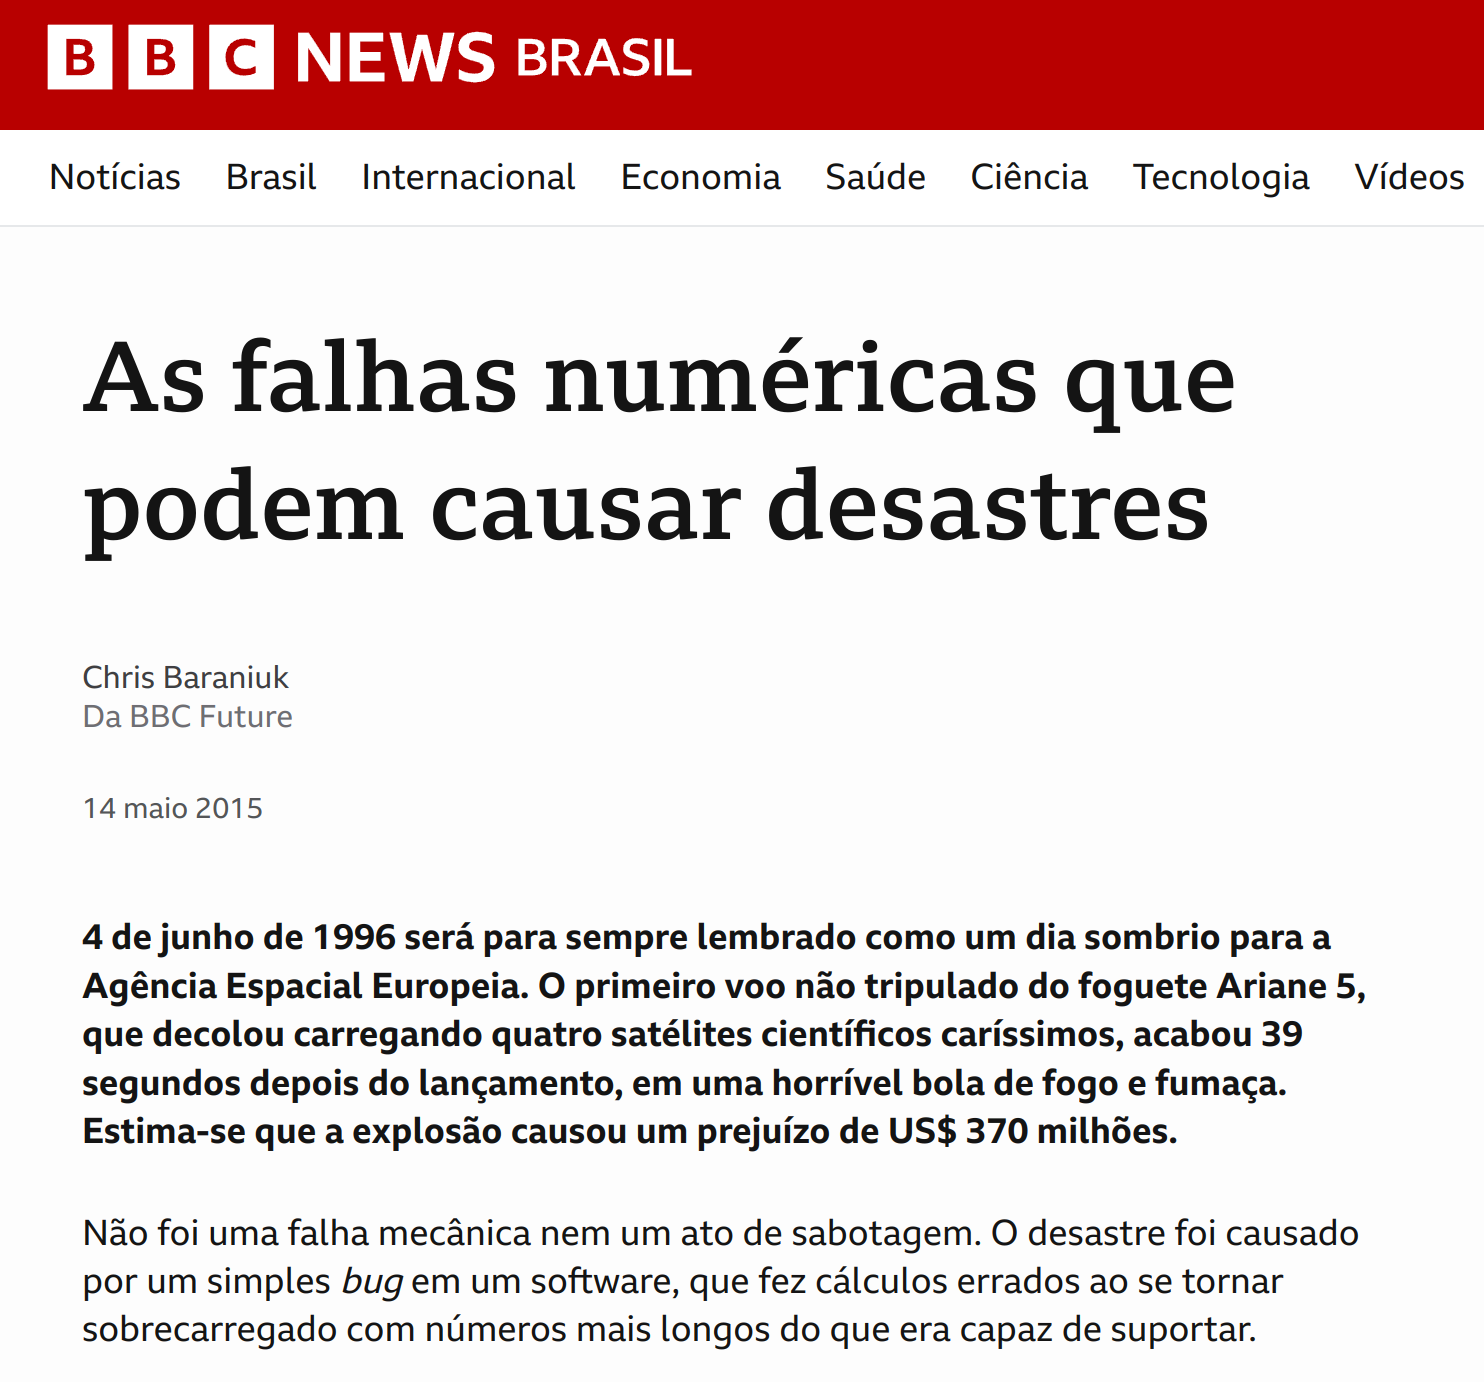 BBC NEWS BRASIL
Notícias Brasil Internacional Economia Saúde Ciência Tecnologia Vídeos
As falhas numéricas que
podem causar desastres
Chris Baraniuk
Da BBC Future
14 maio 2015
4 de junho de 1996 será para sempre lembrado como um dia sombrio para a
Agência Espacial Europeia. O primeiro voo não tripulado do foguete Ariane 5,
que decolou carregando quatro satélites científicos caríssimos, acabou 39
segundos depois do lançamento, em uma horrível bola de fogo e fumaça.
Estima-se que a explosão causou um prejuízo de US$ 370 milhões.
Não foi uma falha mecânica nem um ato de sabotagem. O desastre foi causado
por um simples bug em um software, que fez cálculos errados ao se tornar
sobrecarregado com números mais longos do que era capaz de suportar.